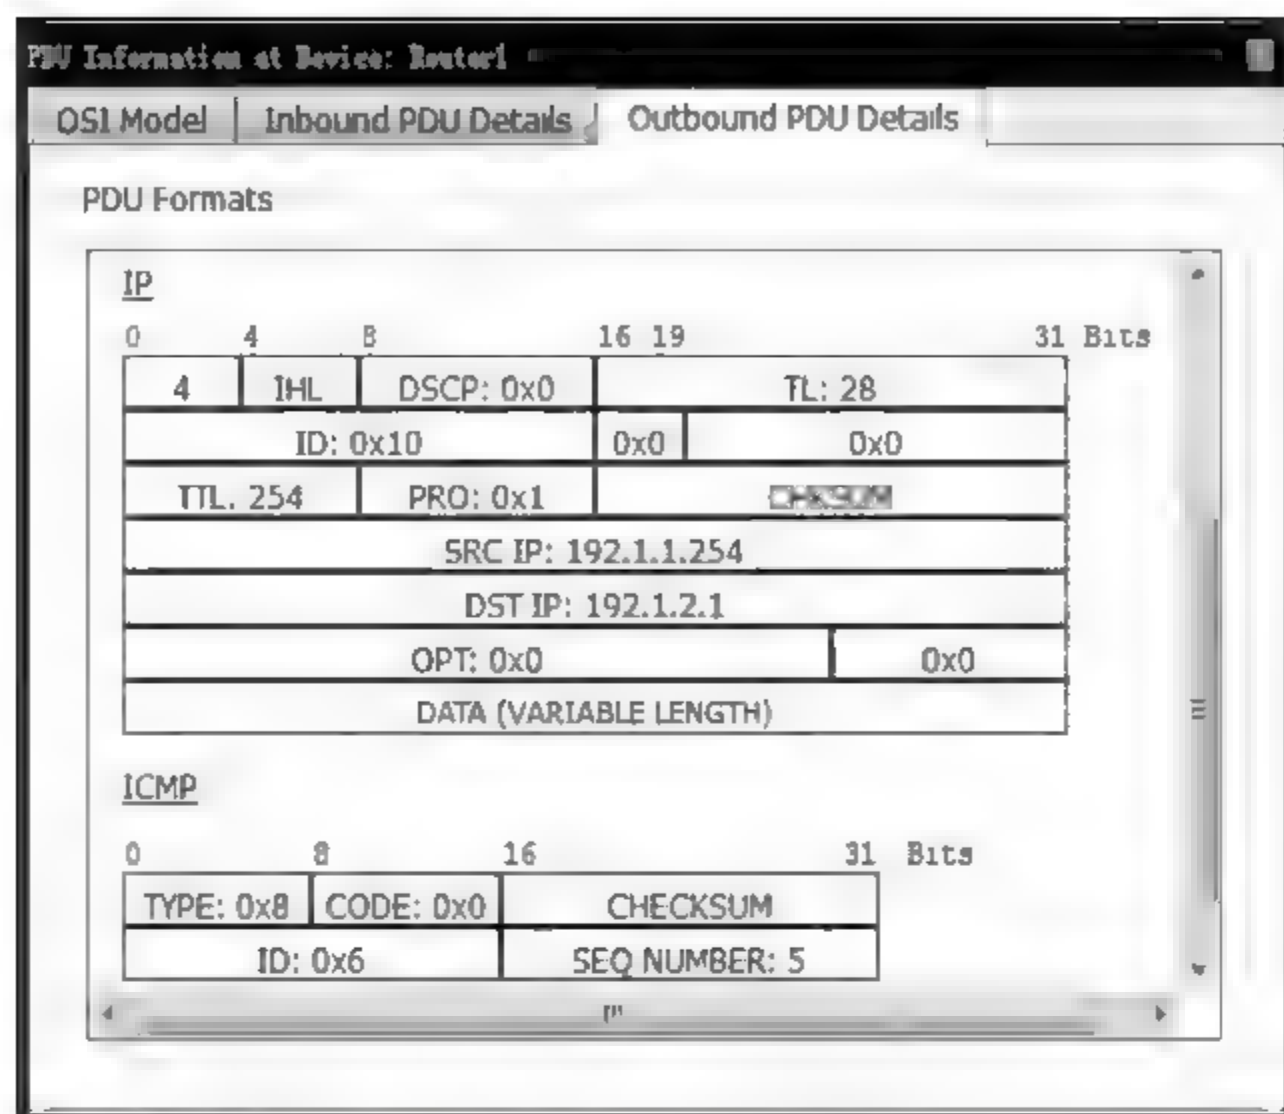 PDU Information at Device: Router1
OSI Model Inbound PDU Details Outbound PDU Details
PDU Formats
IP
0 4 8 16 19 31 Bits
4 IHL DSCP: 0x0 TL: 28
ID: 0x10 0x0 0x0
TTL: 254 PRO: 0x1 CHKSUM
SRC IP: 192.1.1.254
DST IP: 192.1.2.1
OPT: 0x0 0x0
DATA (VARIABLE LENGTH)
ICMP
0 8 16 31 Bits
TYPE: 0x8 CODE: 0x0 CHECKSUM
ID: 0x6 SEQ NUMBER: 5